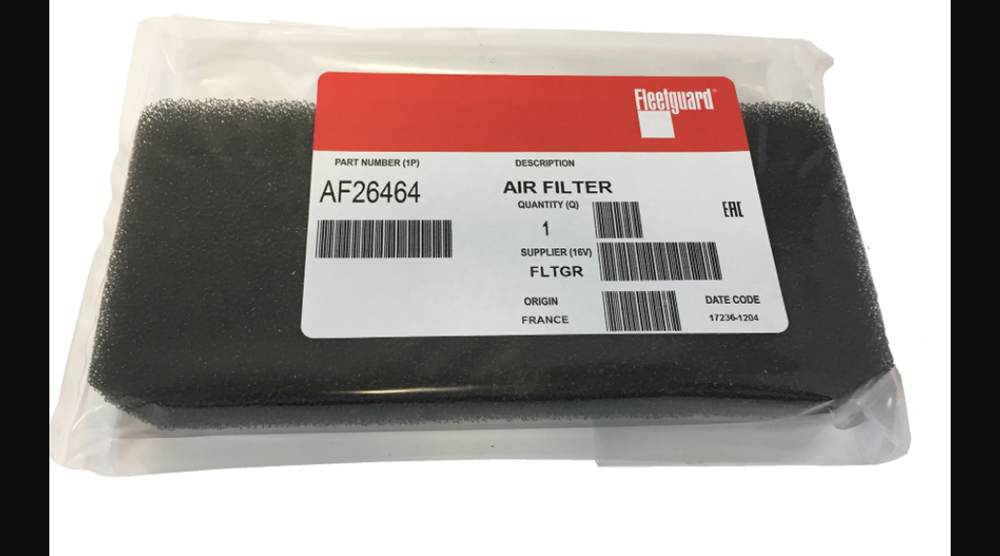 Fleetguard®
PART NUMBER (1P)
AF26464
DESCRIPTION
AIR FILTER
QUANTITY (Q)
1
SUPPLIER (16V)
FLTGR
ORIGIN
FRANCE
EAC
DATE CODE
17236-1204